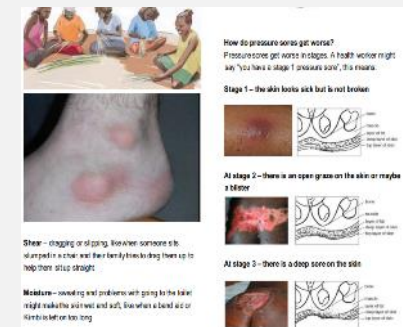 Shear – dragging or slipping, like when someone sits
slumped in a chair and their family tries to drag them up to
help them sit up straight
Moisture – sweating and problems with going to the toilet
might make the skin wet and soft, like when a band aid or
is left on too long
How do pressure sores get worse?
Pressure sores get worse in stages. A health worker might
say "you have a stage 1 pressure sore", this means:
Stage 1 – the skin looks sick but is not broken
At stage 2 – there is an open graze on the skin or maybe
a blister
At stage 3 – there is a deep sore on the skin